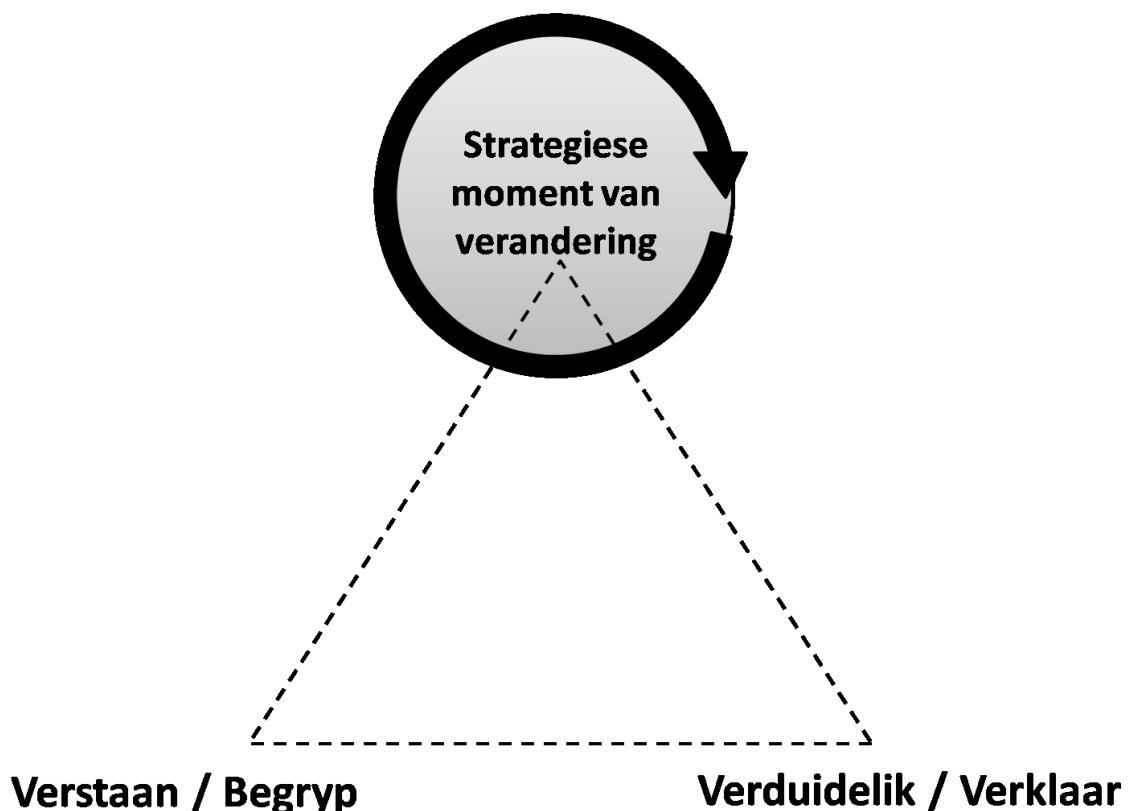 Strategiese
moment van
verandering
Verstaan / Begryp
Verduidelik / Verklaar